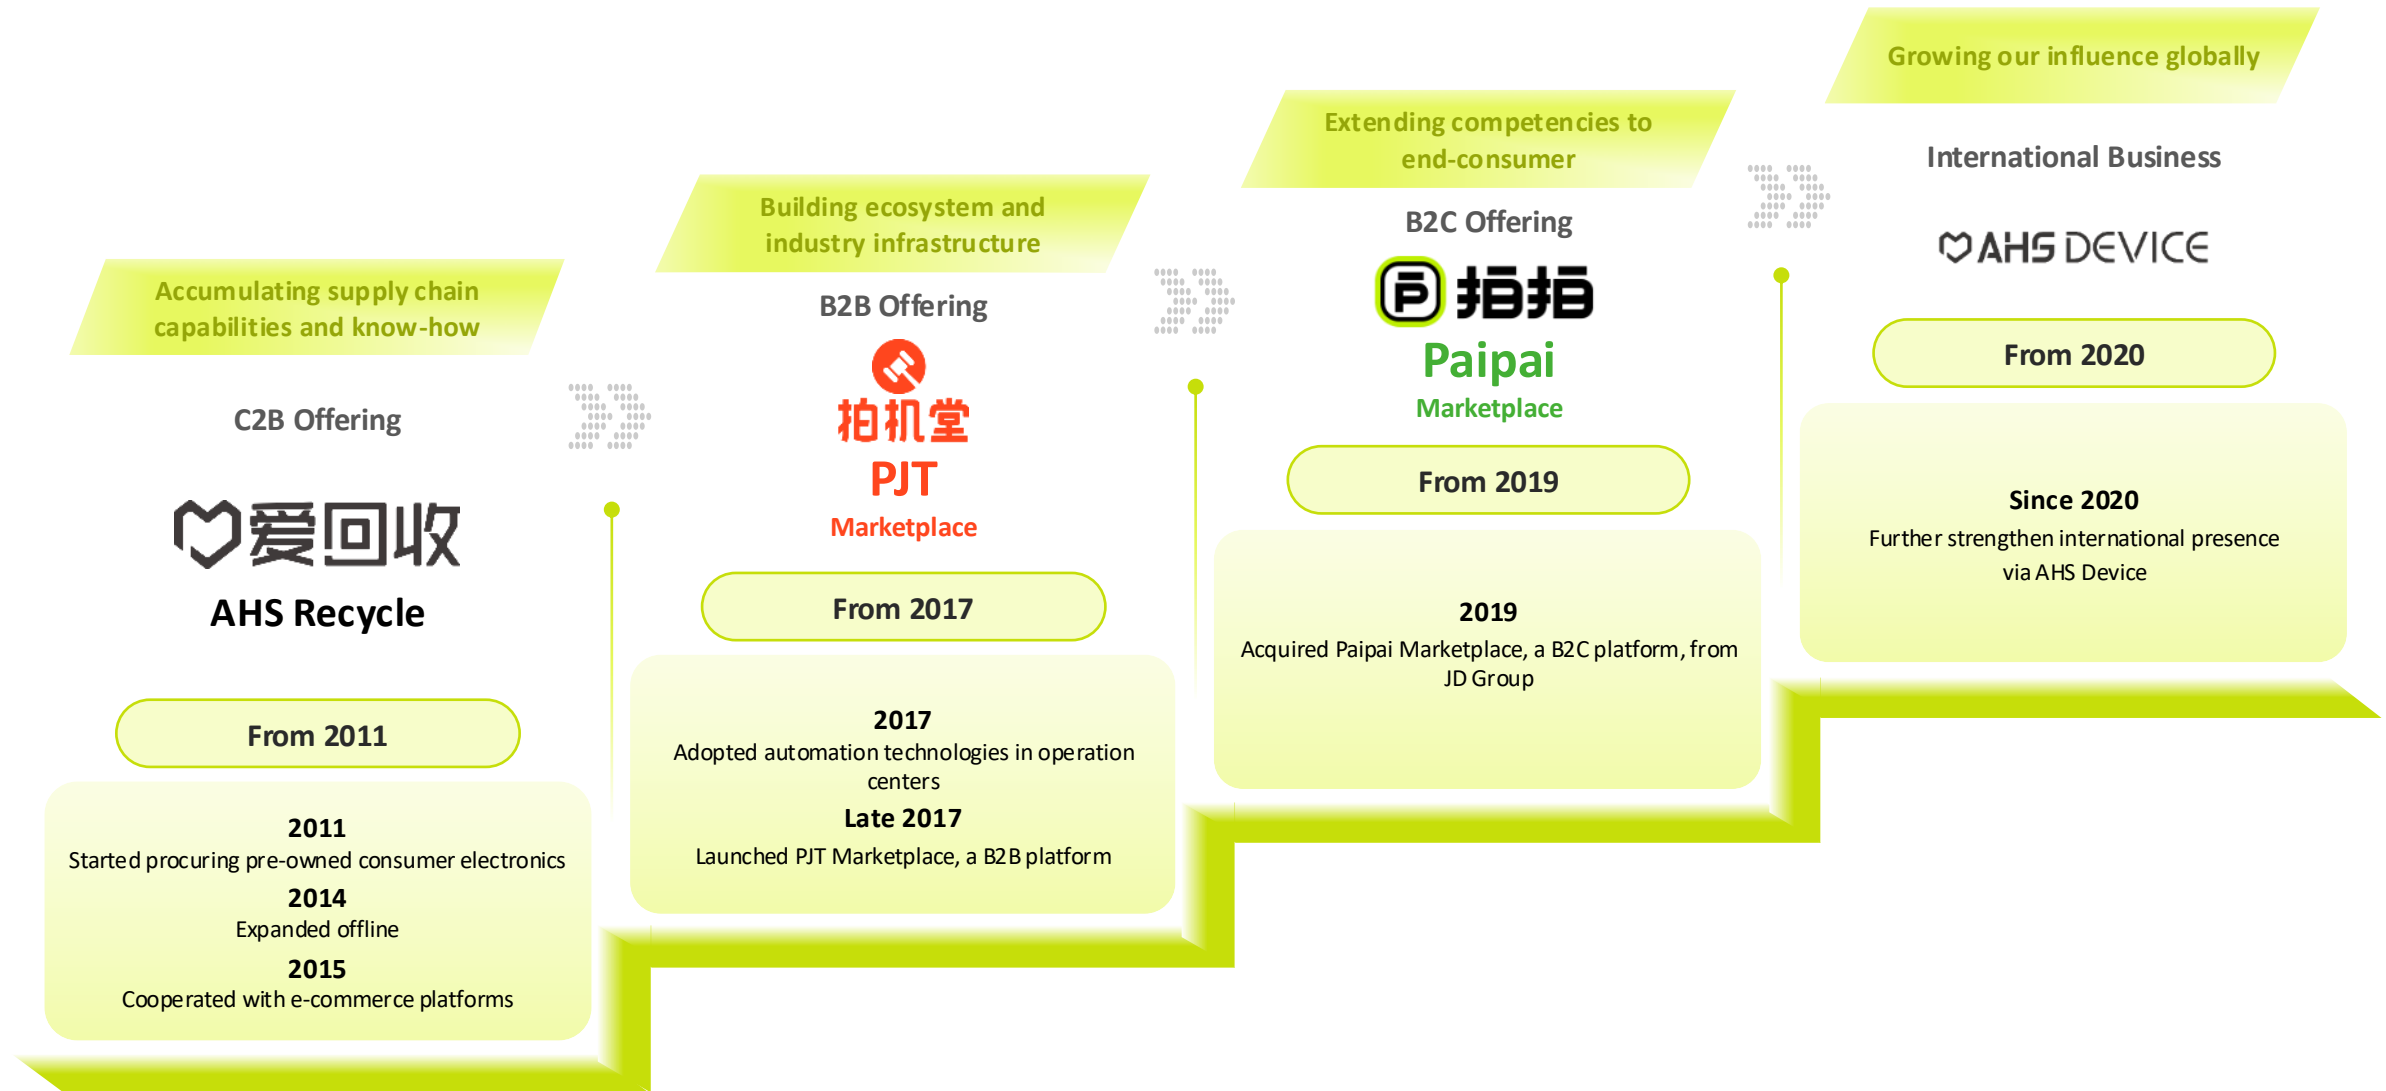 Accumulating supply chain
capabilities and know-how
C2B Offering
爱回收
AHS Recycle
From 2011
2011
Started procuring pre-owned consumer electronics
2014
Expanded offline
2015
Cooperated with e-commerce platforms
Building ecosystem and
industry infrastructure
B2B Offering
拍机堂
PJT
Marketplace
From 2017
2017
Adopted automation technologies in operation
centers
Late 2017
Launched PJT Marketplace, a B2B platform
Extending competencies to
end-consumer
B2C Offering
拍拍
Paipai
Marketplace
From 2019
2019
Acquired Paipai Marketplace, a B2C platform, from
JD Group
Growing our influence globally
International Business
AHS DEVICE
From 2020
Since 2020
Further strengthen international presence
via AHS Device